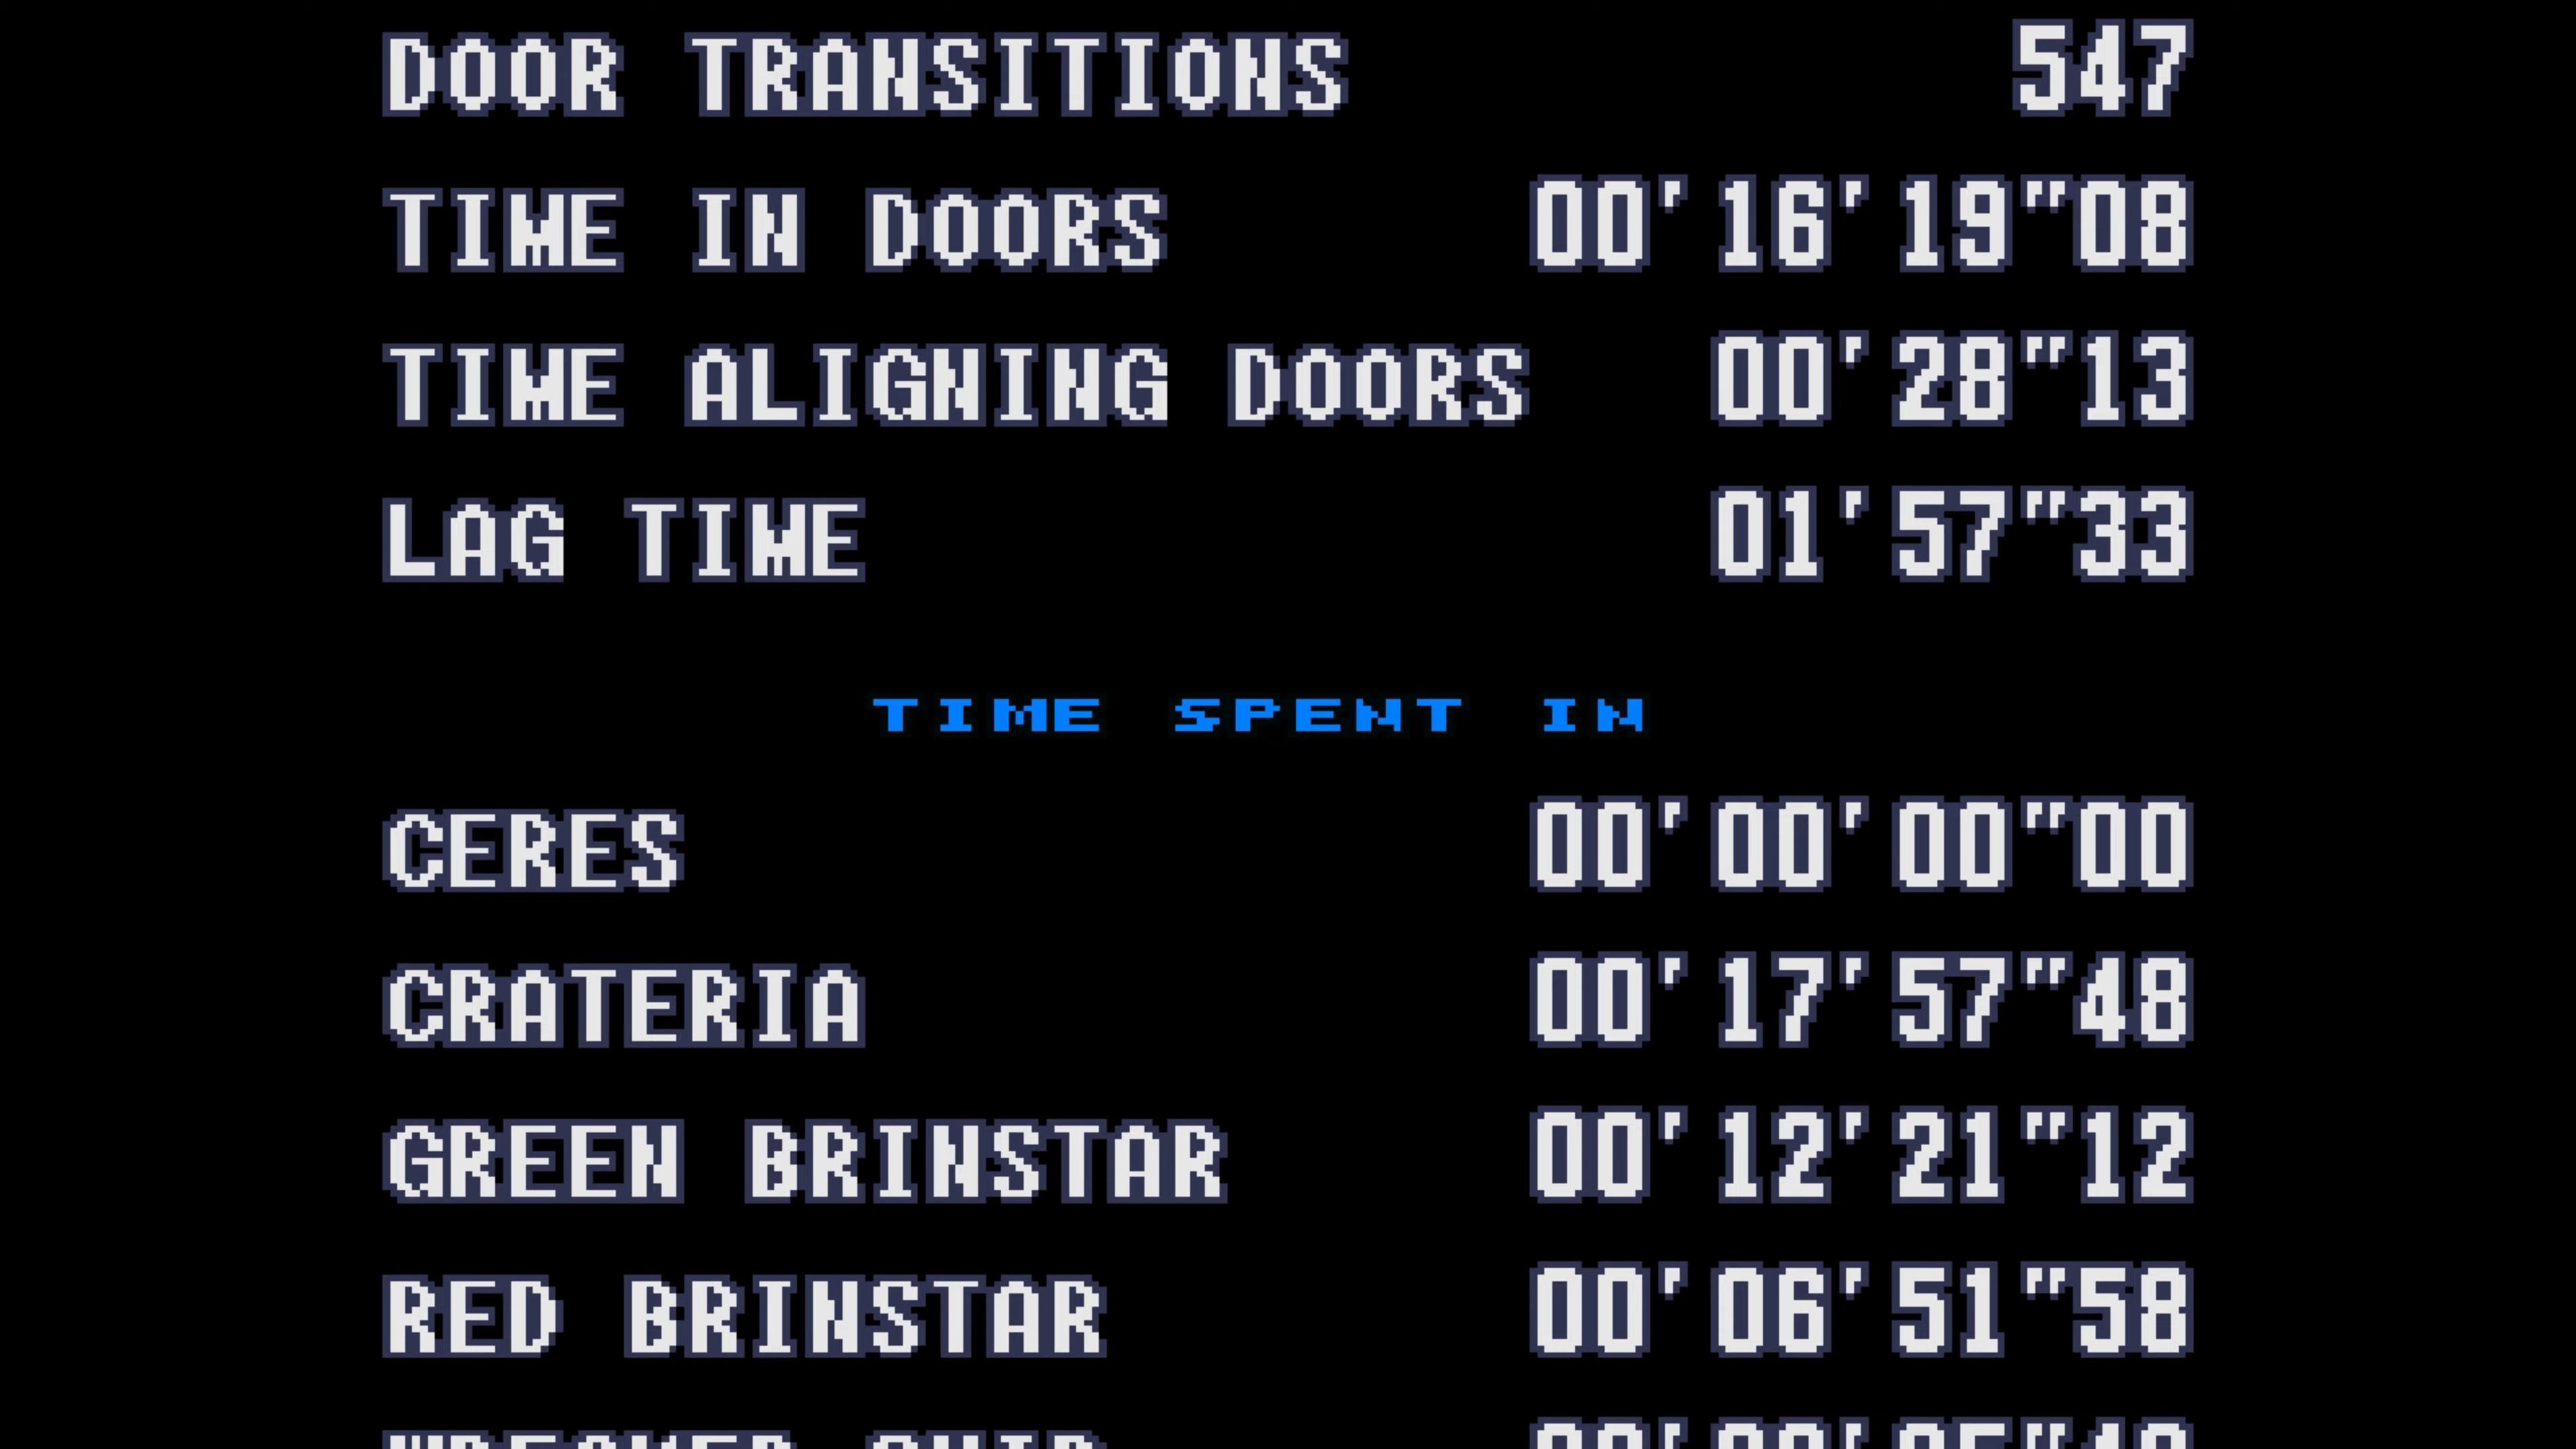 DOOR TRANSITIONS 547
TIME IN DOORS 00'16'19"08
TIME ALIGNING DOORS 00'28"13
LAG TIME 01'57"33
TIME SPENT IN
CERES 00'00'00"00
CRATERIA 00'17'57"48
GREEN BRINSTAR 00'12'21"12
RED BRINSTAR 00'06'51"58